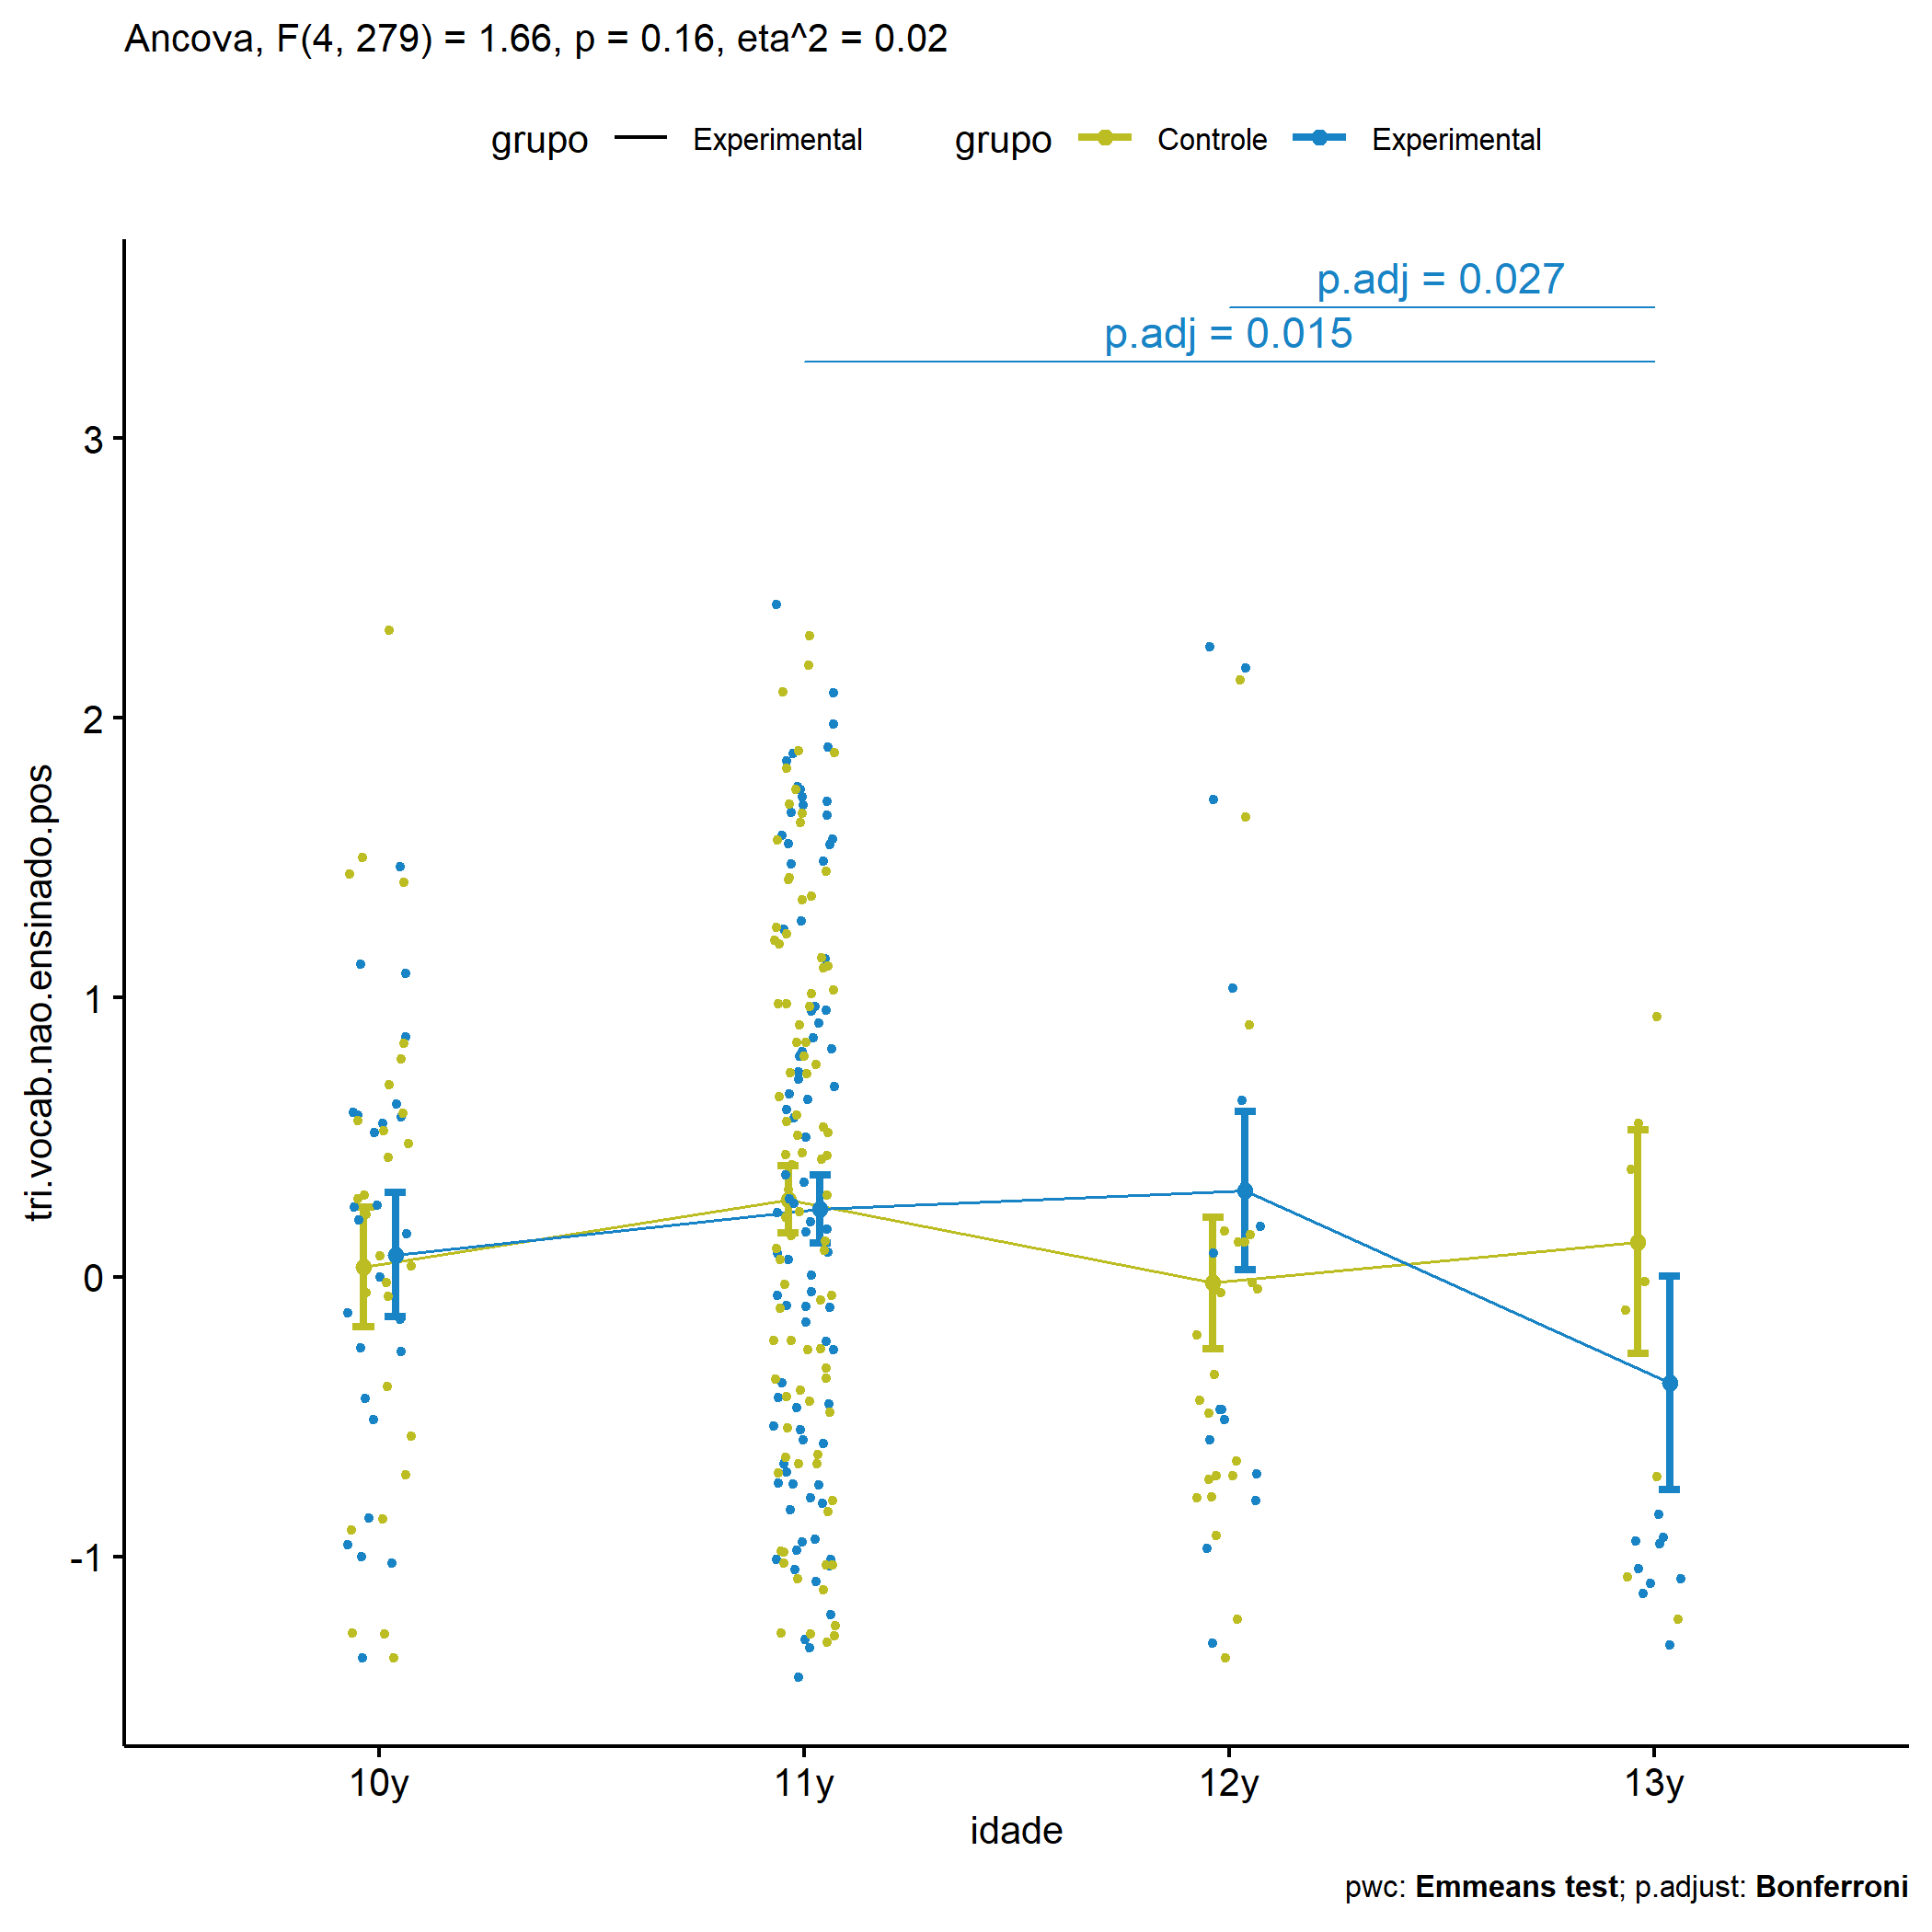 Ancova, F(4, 279) = 1.66, p = 0.16, eta^2 = 0.02
grupo Experimental grupo Controle Experimental
p.adj = 0.027
p.adj = 0.015
3
2
1
0
-1
tri.vocab.nao.ensinado.pos
10y 11y 12y 13y
idade
pwc: Emmeans test; p.adjust: Bonferroni